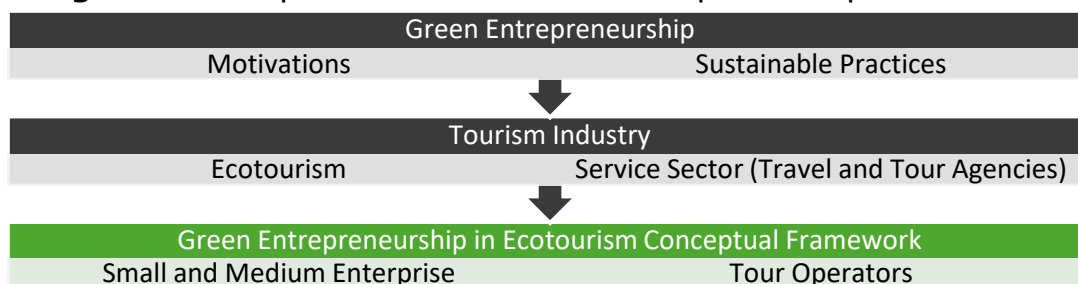 Green Entrepreneurship
Motivations Sustainable Practices
Tourism Industry
Ecotourism Service Sector (Travel and Tour Agencies)
Green Entrepreneurship in Ecotourism Conceptual Framework
Small and Medium Enterprise Tour Operators